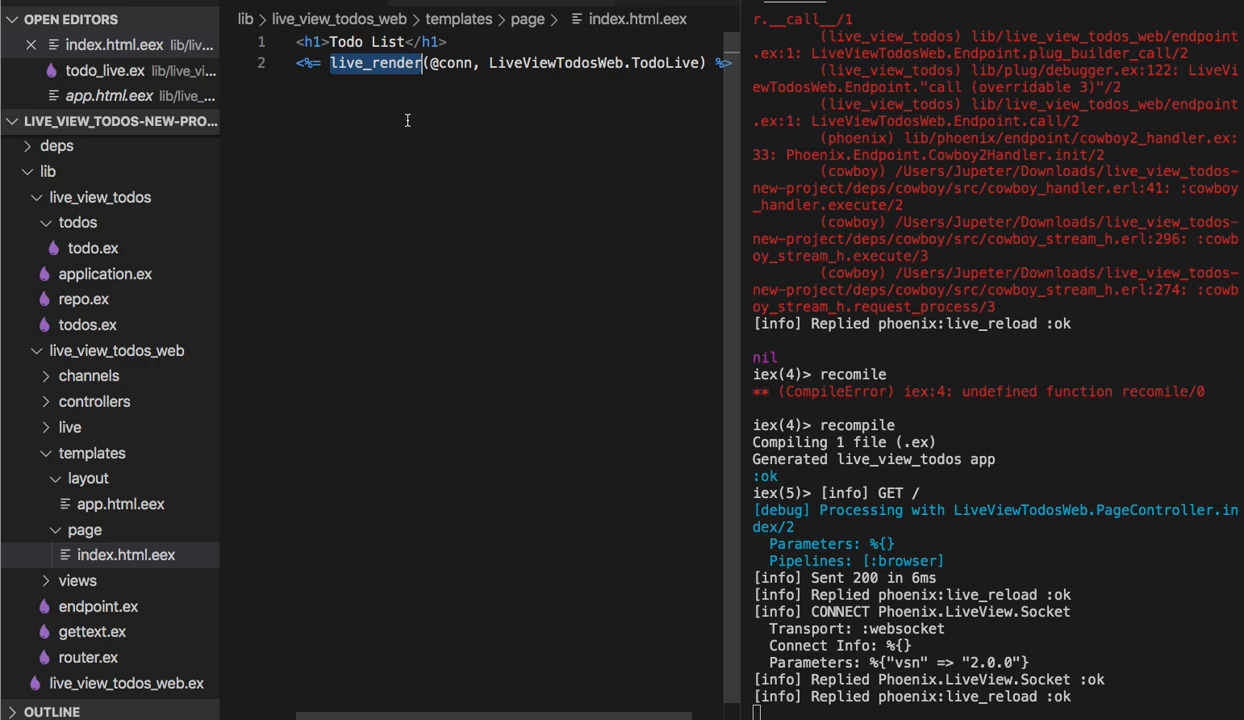 OPEN EDITORS
index.html.eex lib/liv...
todo_live.ex lib/live_vi...
app.html.eex lib/live_...
LIVE_VIEW_TODOS-NEW-PRO...
deps
lib
live_view_todos
todos
todo.ex
application.ex
repo.ex
todos.ex
live_view_todos_web
channels
controllers
live
templates
layout
app.html.eex
page
index.html.eex
views
endpoint.ex
gettext.ex
router.ex
live_view_todos_web.ex
OUTLINE
lib > live_view_todos_web > templates > page > index.html.eex
1 <h1>Todo List</h1>
2 <%= live_render(@conn, LiveViewTodosWeb.TodoLive) %>
r.__call__/1
(live_view_todos) lib/live_view_todos_web/endpoint
.ex:1: LiveViewTodosWeb.Endpoint.plug_builder_call/2
(live_view_todos) lib/plug/debugger.ex:122: LiveVi
ewTodosWeb.Endpoint."call (overridable 3)"/2
(live_view_todos) lib/live_view_todos_web/endpoint
.ex:1: LiveViewTodosWeb.Endpoint.call/2
(phoenix) lib/phoenix/endpoint/cowboy2_handler.ex:
33: Phoenix.Endpoint.Cowboy2Handler.init/2
(cowboy) /Users/Jupeter/Downloads/live_view_todos-
new-project/deps/cowboy/src/cowboy_handler.erl:41: :cowboy
_handler.execute/2
(cowboy) /Users/Jupeter/Downloads/live_view_todos-
new-project/deps/cowboy/src/cowboy_stream_h.erl:296: :cowb
oy_stream_h.execute/3
(cowboy) /Users/Jupeter/Downloads/live_view_todos-
new-project/deps/cowboy/src/cowboy_stream_h.erl:274: :cowb
oy_stream_h.request_process/3
[info] Replied phoenix:live_reload :ok
nil
iex(4)> recomile
** (CompileError) iex:4: undefined function recomile/0
iex(4)> recompile
Compiling 1 file (.ex)
Generated live_view_todos app
:ok
iex(5)> [info] GET /
[debug] Processing with LiveViewTodosWeb.PageController.in
dex/2
Parameters: %{}
Pipelines: [:browser]
[info] Sent 200 in 6ms
[info] Replied phoenix:live_reload :ok
[info] CONNECT Phoenix.LiveView.Socket
Transport: :websocket
Connect Info: %{}
Parameters: %{"vsn" => "2.0.0"}
[info] Replied Phoenix.LiveView.Socket :ok
[info] Replied phoenix:live_reload :ok